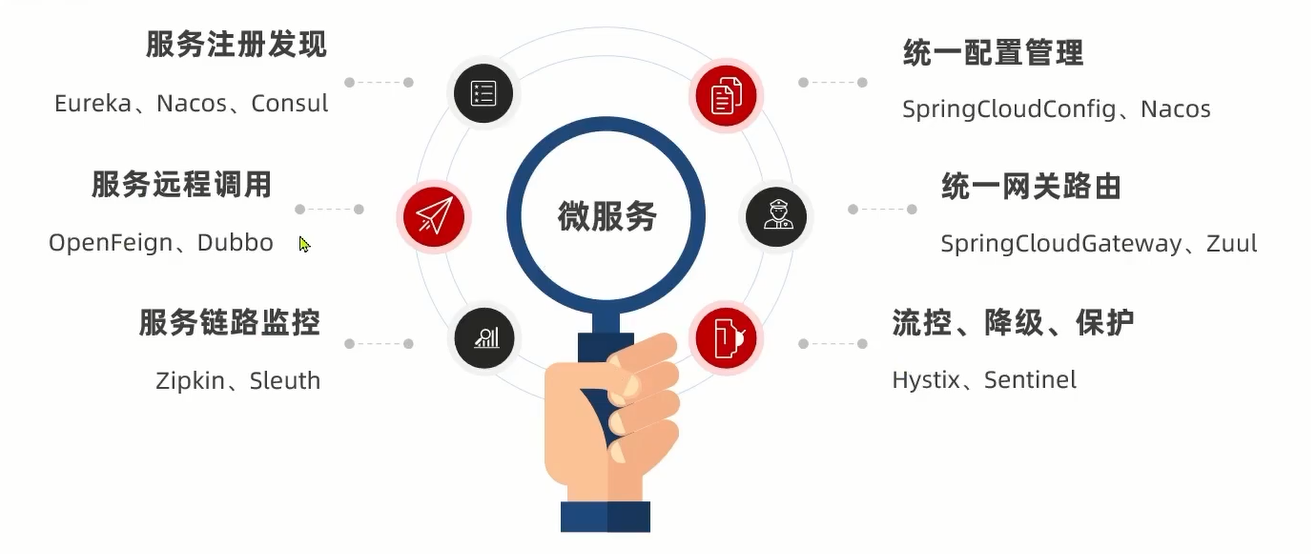 服务注册发现
Eureka、Nacos、Consul
服务远程调用
OpenFeign、Dubbo
服务链路监控
Zipkin、Sleuth
微服务
统一配置管理
SpringCloudConfig、Nacos
统一网关路由
SpringCloudGateway、Zuul
流控、降级、保护
Hystix、Sentinel